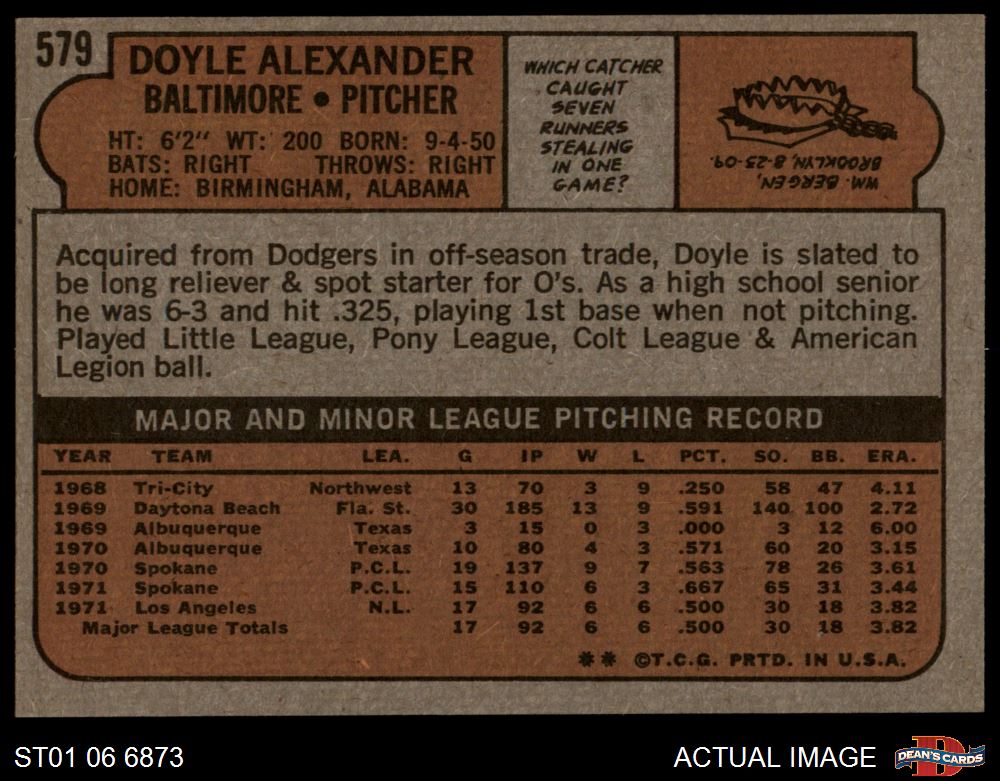 579
DOYLE ALEXANDER
BALTIMORE • PITCHER
HT: 6'2" WT: 200 BORN: 9-4-50
BATS: RIGHT THROWS: RIGHT
HOME: BIRMINGHAM, ALABAMA
WHICH CATCHER
CAUGHT
SEVEN
RUNNERS
STEALING
IN ONE
GAME?
WM. BERGEN,
BROOKLYN, 8-23-09.
Acquired from Dodgers in off-season trade, Doyle is slated to
be long reliever & spot starter for O's. As a high school senior
he was 6-3 and hit .325, playing 1st base when not pitching.
Played Little League, Pony League, Colt League & American
Legion ball.
MAJOR AND MINOR LEAGUE PITCHING RECORD
YEAR TEAM LEA. G IP W L PCT. SO. BB. ERA.
1968 Tri-City Northwest 13 70 3 9 .250 58 47 4.11
1969 Daytona Beach Fla. St. 30 185 13 9 .591 140 100 2.72
1969 Albuquerque Texas 3 15 0 3 .000 3 12 6.00
1970 Albuquerque Texas 10 80 4 3 .571 60 20 3.15
1970 Spokane P.C.L. 19 137 9 7 .563 78 26 3.61
1971 Spokane P.C.L. 15 110 6 3 .667 65 31 3.44
1971 Los Angeles N.L. 17 92 6 6 .500 30 18 3.82
Major League Totals 17 92 6 6 .500 30 18 3.82
** ©T.C.G. PRTD. IN U.S.A.
ST01 06 6873
ACTUAL IMAGE
D
DEAN'S CARDS